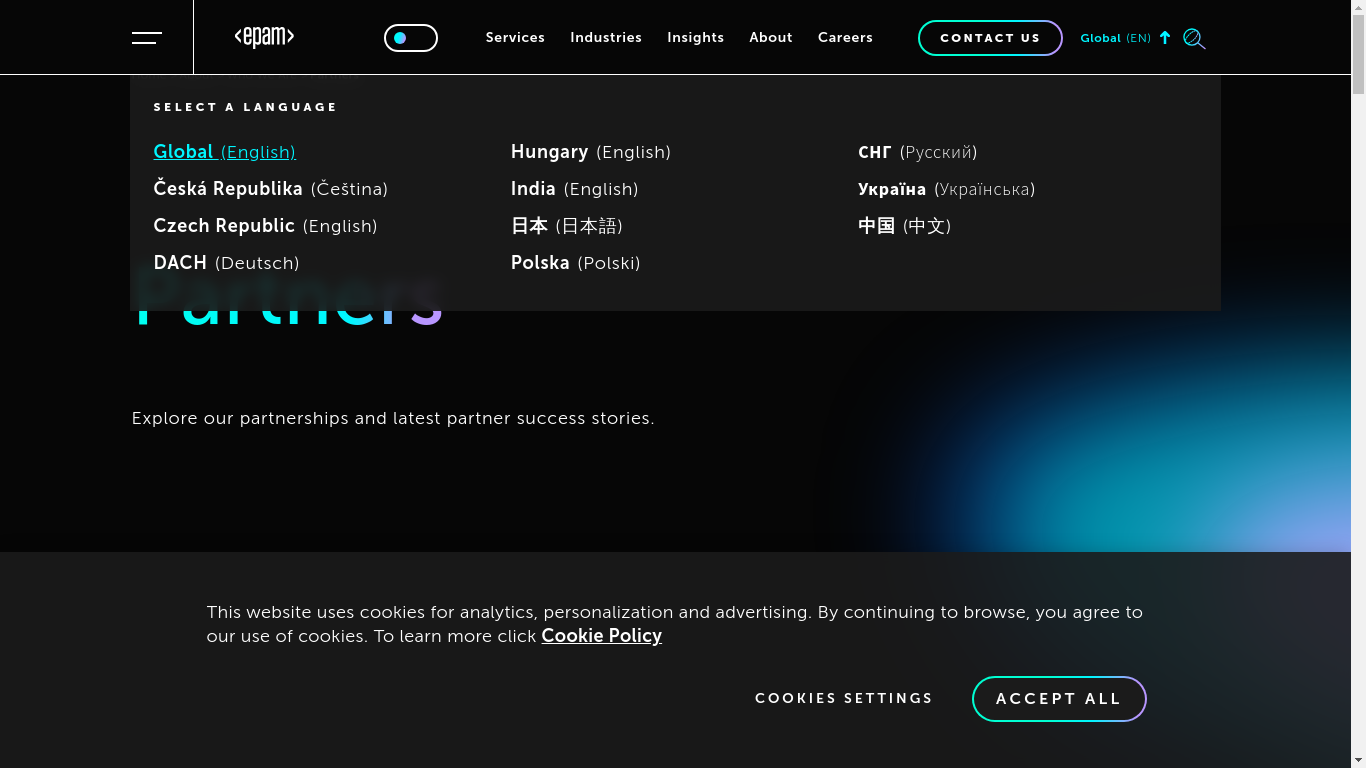 <epam>
Services Industries Insights About Careers
CONTACT US
Global (EN)
SELECT A LANGUAGE
Global (English)
Česká Republika (Čeština)
Czech Republic (English)
DACH (Deutsch)
Hungary (English)
India (English)
日本 (日本語)
Polska (Polski)
СНГ (Русский)
Україна (Українська)
中国 (中文)
Partners
Explore our partnerships and latest partner success stories.
This website uses cookies for analytics, personalization and advertising. By continuing to browse, you agree to
our use of cookies. To learn more click Cookie Policy
COOKIES SETTINGS
ACCEPT ALL